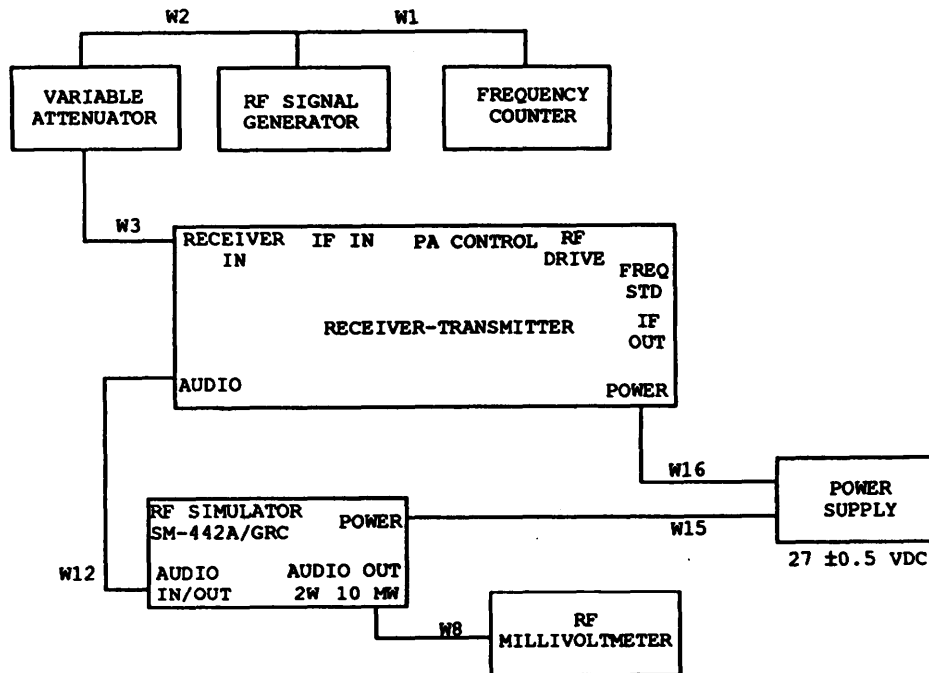 W2
W1
VARIABLE
ATTENUATOR
RF SIGNAL
GENERATOR
FREQUENCY
COUNTER
W3
RECEIVER
IN
IF IN
PA CONTROL
RF
DRIVE
FREQ
STD
RECEIVER-TRANSMITTER
IF
OUT
AUDIO
POWER
W16
POWER
SUPPLY
RF SIMULATOR
SM-442A/GRC
POWER
W15
27 ±0.5 VDC
W12
AUDIO
IN/OUT
AUDIO OUT
2W 10 MW
W8
RF
MILLIVOLTMETER